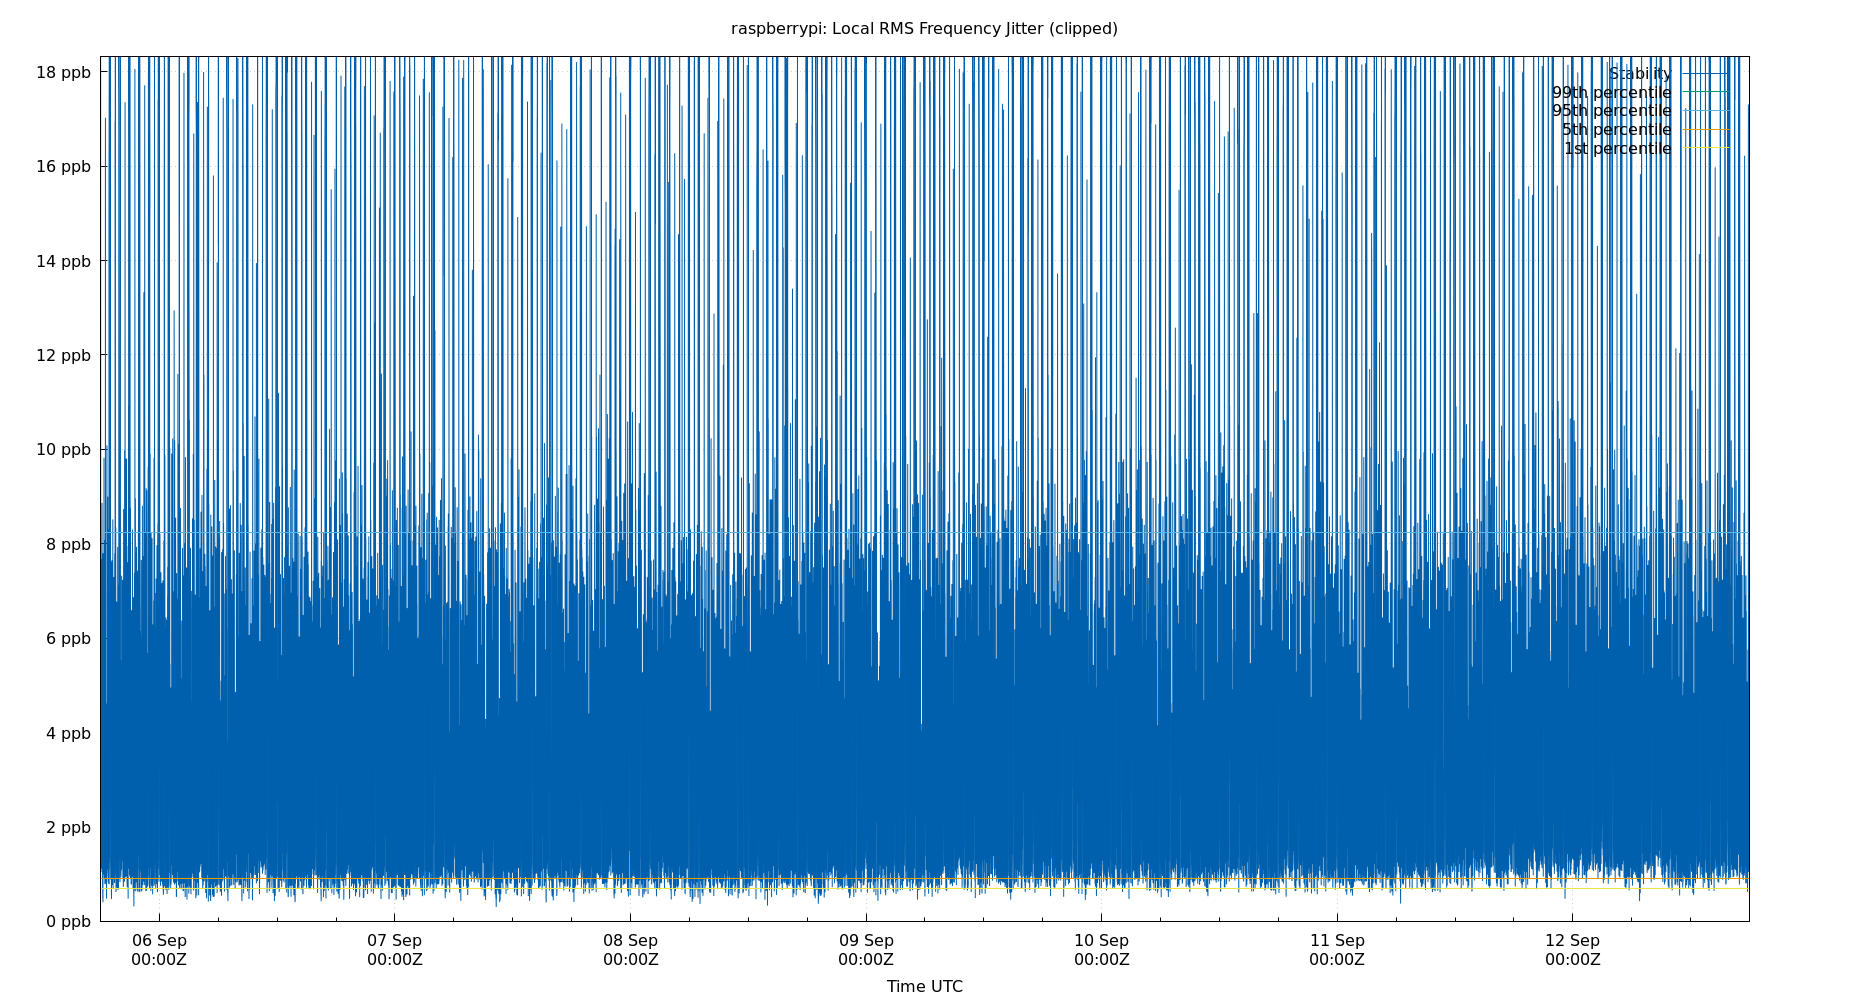 raspberrypi: Local RMS Frequency Jitter (clipped)
18 ppb
16 ppb
14 ppb
12 ppb
10 ppb
8 ppb
6 ppb
4 ppb
2 ppb
0 ppb
Stability
99th percentile
95th percentile
5th percentile
1st percentile
06 Sep 07 Sep 08 Sep 09 Sep 10 Sep 11 Sep 12 Sep
00:00Z 00:00Z 00:00Z 00:00Z 00:00Z 00:00Z 00:00Z
Time UTC